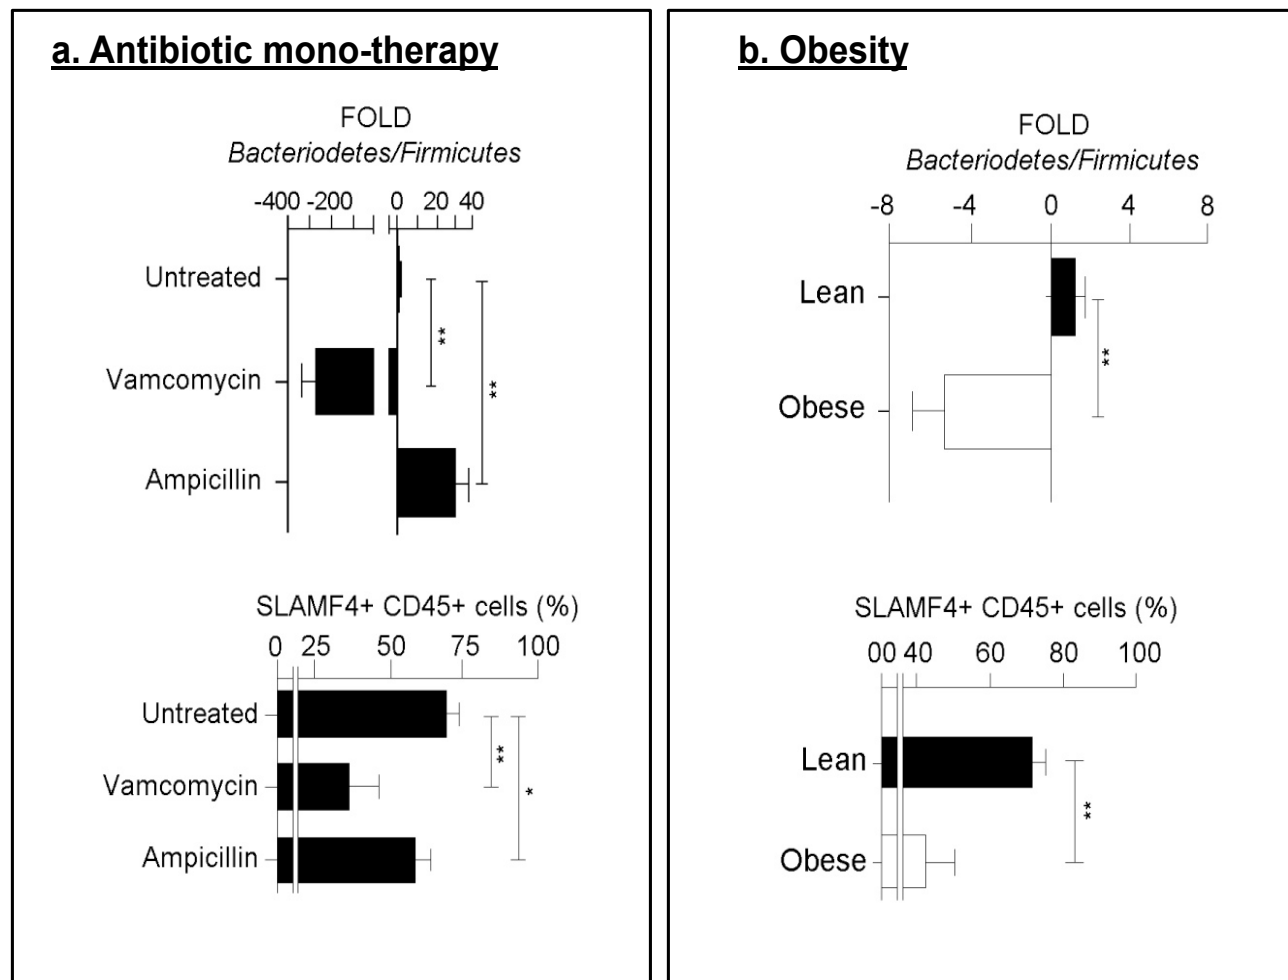 a. Antibiotic mono-therapy
FOLD
Bacteriodetes/Firmicutes
-400 -200 0 20 40
Untreated
Vamcomycin
Ampicillin
**
**
SLAMF4+ CD45+ cells (%)
0 25 50 75 100
Untreated
Vamcomycin
Ampicillin
**
*
b. Obesity
FOLD
Bacteriodetes/Firmicutes
-8 -4 0 4 8
Lean
Obese
**
SLAMF4+ CD45+ cells (%)
00 40 60 80 100
Lean
Obese
**